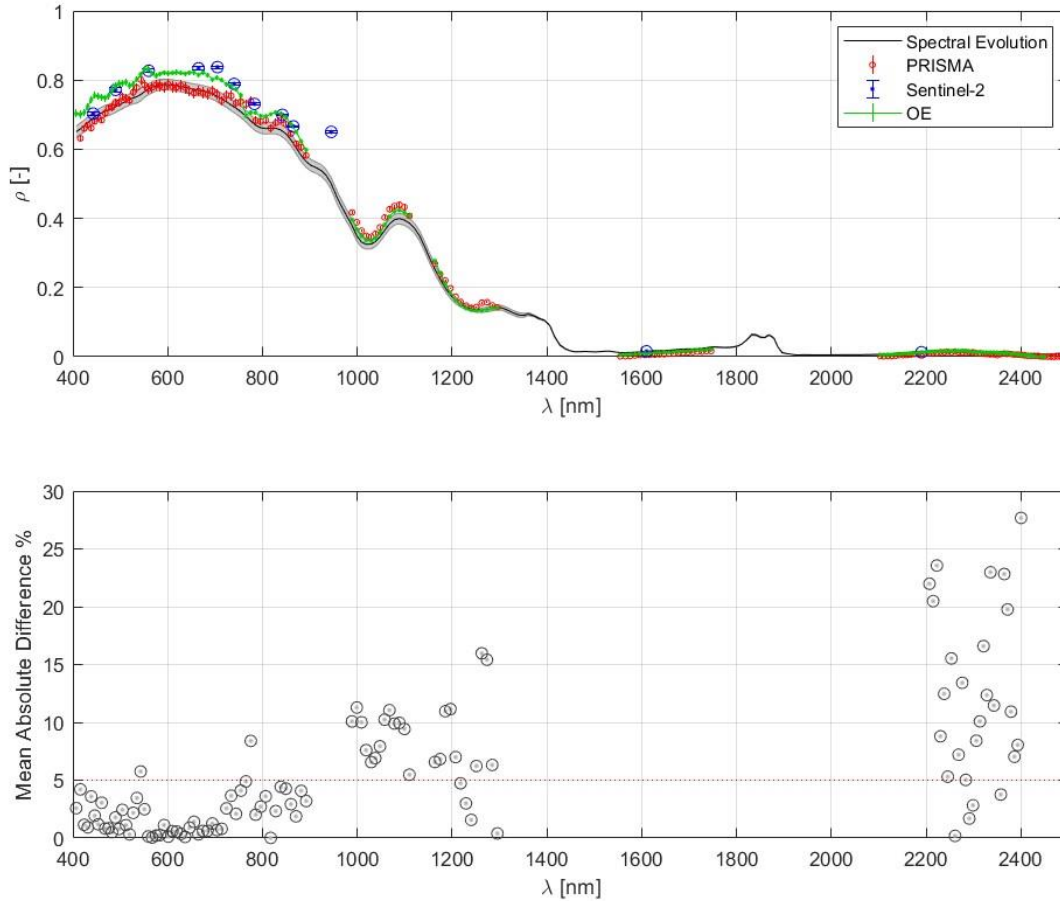 1
0.8
0.6
0.4
0.2
0
ρ [-]
Spectral Evolution
PRISMA
Sentinel-2
OE
400 600 800 1000 1200 1400 1600 1800 2000 2200 2400
λ [nm]
30
25
20
15
10
5
0
Mean Absolute Difference %
400 600 800 1000 1200 1400 1600 1800 2000 2200 2400
λ [nm]